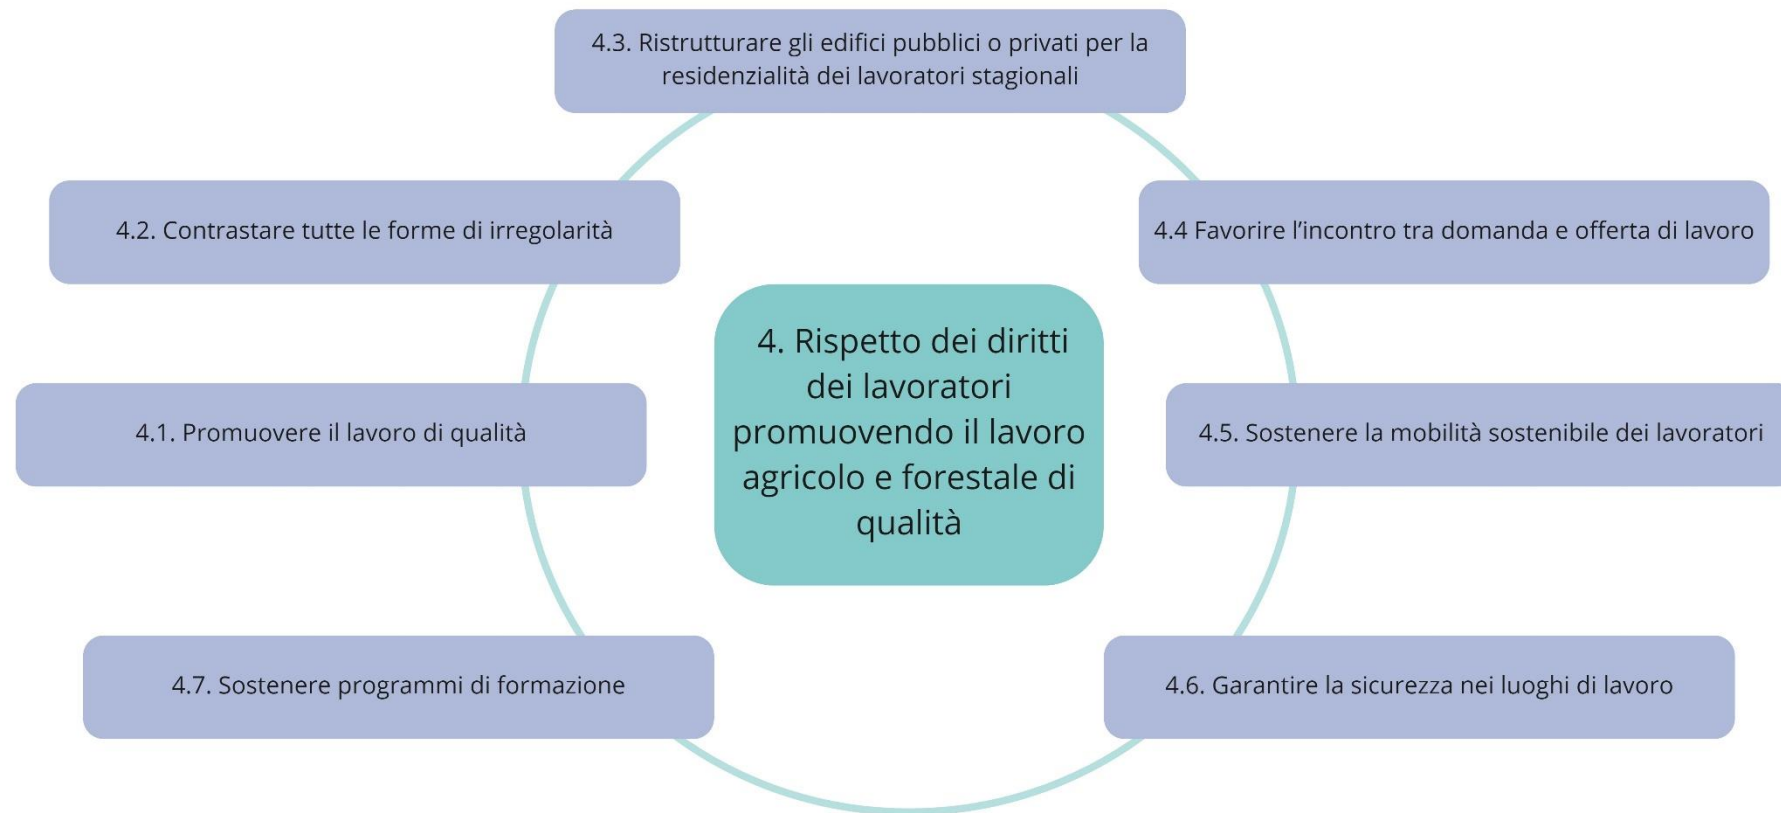 4.3. Ristrutturare gli edifici pubblici o privati per la
residenzialità dei lavoratori stagionali
4.2. Contrastare tutte le forme di irregolarità
4.4 Favorire l’incontro tra domanda e offerta di lavoro
4. Rispetto dei diritti
dei lavoratori
promuovendo il lavoro
agricolo e forestale di
qualità
4.1. Promuovere il lavoro di qualità
4.5. Sostenere la mobilità sostenibile dei lavoratori
4.7. Sostenere programmi di formazione
4.6. Garantire la sicurezza nei luoghi di lavoro